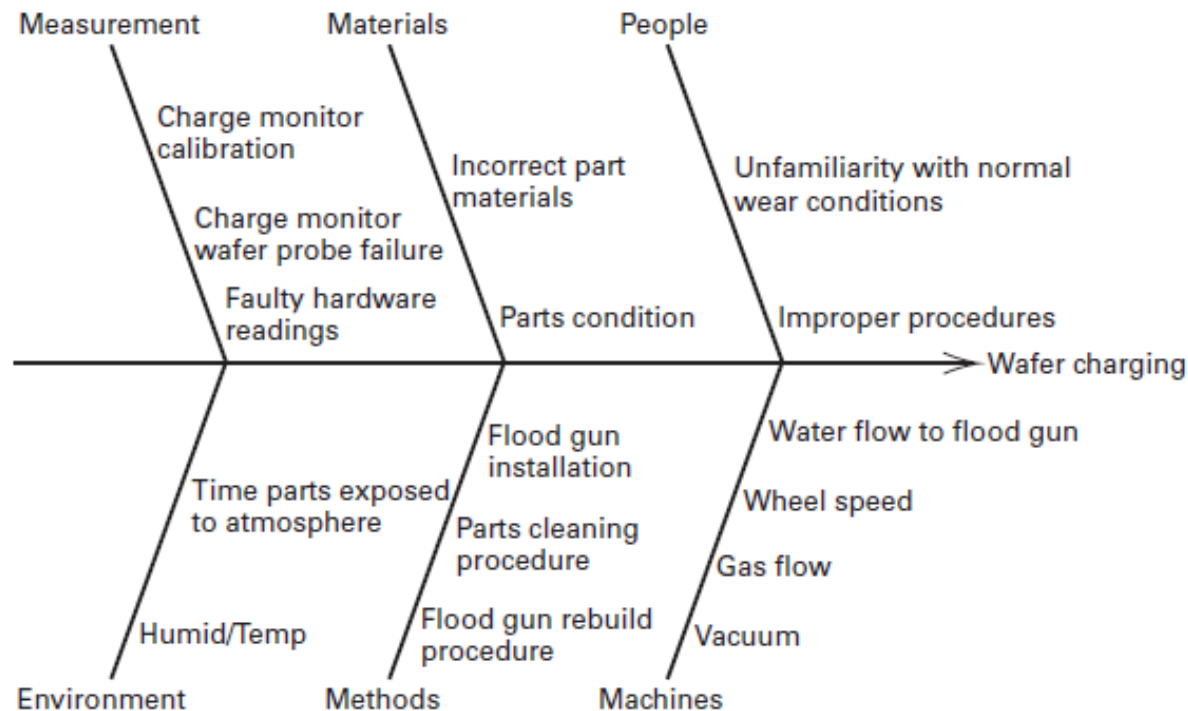 Measurement
Materials
People
Charge monitor
calibration
Charge monitor
wafer probe failure
Faulty hardware
readings
Incorrect part
materials
Parts condition
Unfamiliarity with normal
wear conditions
Improper procedures
Wafer charging
Time parts exposed
to atmosphere
Humid/Temp
Flood gun
installation
Parts cleaning
procedure
Flood gun rebuild
procedure
Water flow to flood gun
Wheel speed
Gas flow
Vacuum
Environment
Methods
Machines